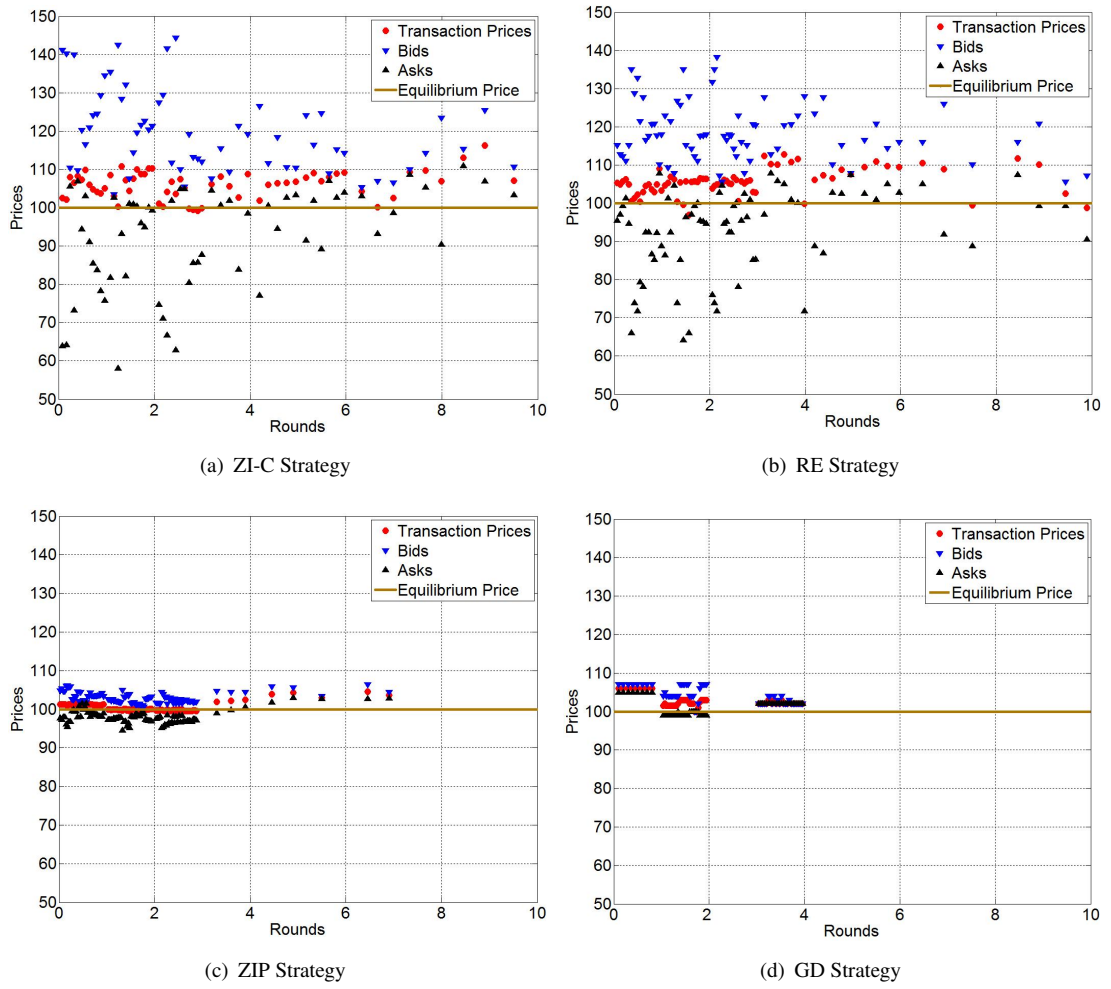 150
140
130
120
110
100
90
80
70
60
50
Prices
0
2
4
6
8
10
Rounds
Transaction Prices
Bids
Asks
Equilibrium Price
(a) ZI-C Strategy
150
140
130
120
110
100
90
80
70
60
50
Prices
0
2
4
6
8
10
Rounds
Transaction Prices
Bids
Asks
Equilibrium Price
(b) RE Strategy
150
140
130
120
110
100
90
80
70
60
50
Prices
0
2
4
6
8
10
Rounds
Transaction Prices
Bids
Asks
Equilibrium Price
(c) ZIP Strategy
150
140
130
120
110
100
90
80
70
60
50
Prices
0
2
4
6
8
10
Rounds
Transaction Prices
Bids
Asks
Equilibrium Price
(d) GD Strategy